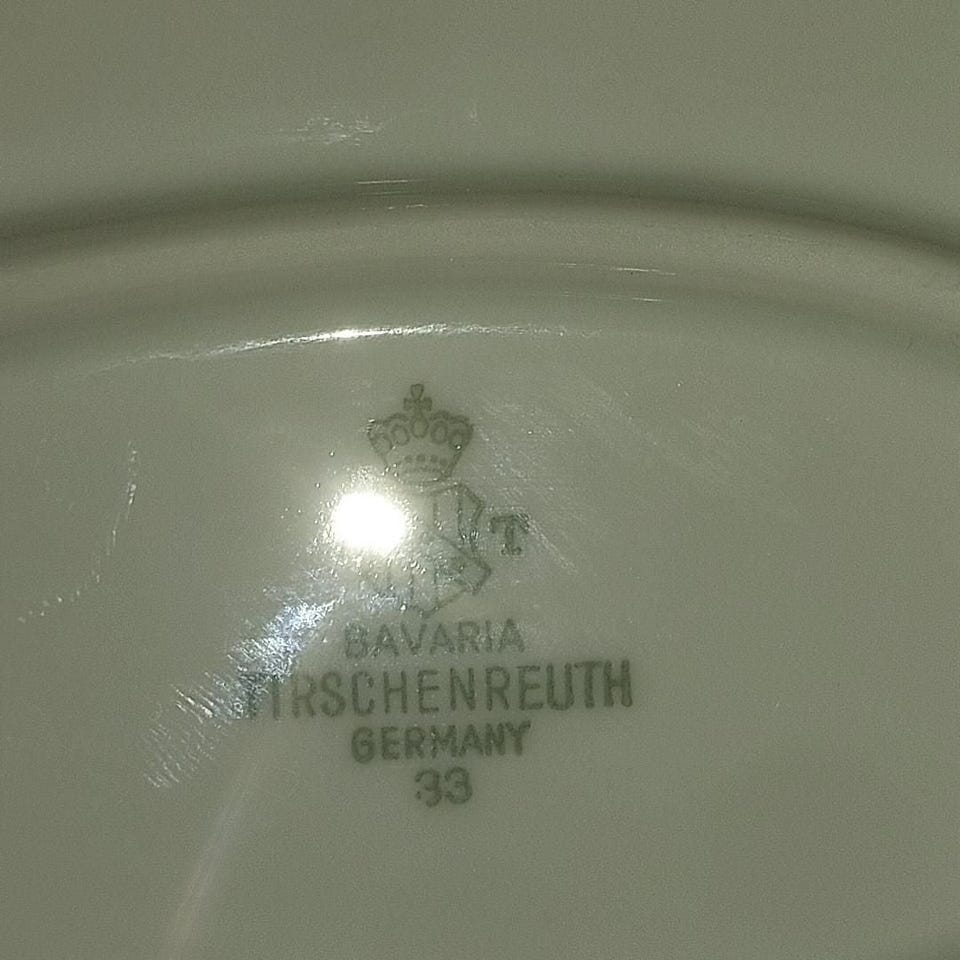 T
BAVARIA
TIRSCHENREUTH
GERMANY
33